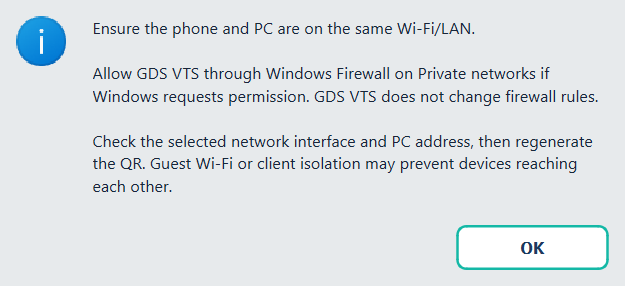 Ensure the phone and PC are on the same Wi-Fi/LAN.
Allow GDS VTS through Windows Firewall on Private networks if
Windows requests permission. GDS VTS does not change firewall rules.
Check the selected network interface and PC address, then regenerate
the QR. Guest Wi-Fi or client isolation may prevent devices reaching
each other.
OK